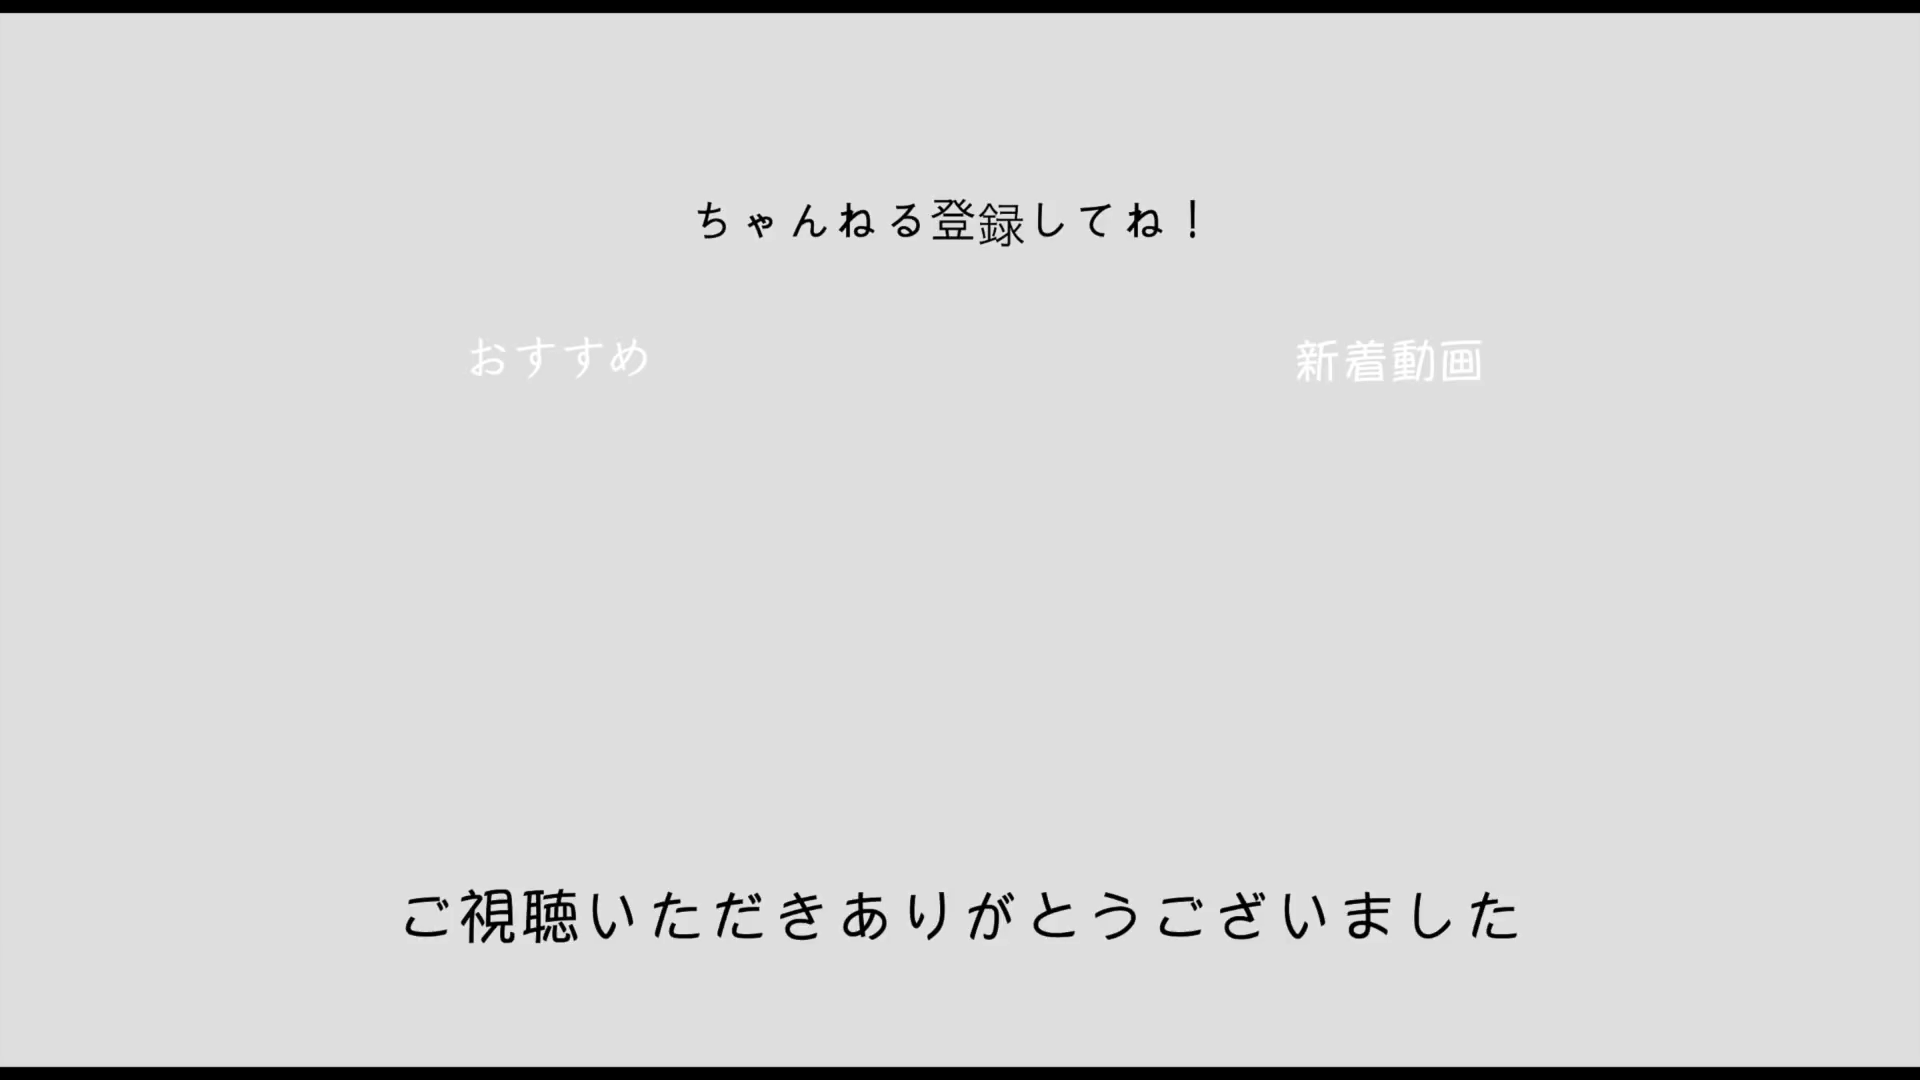 ちゃんねる登録してね！
おすすめ
新着動画
ご視聴いただきありがとうございました